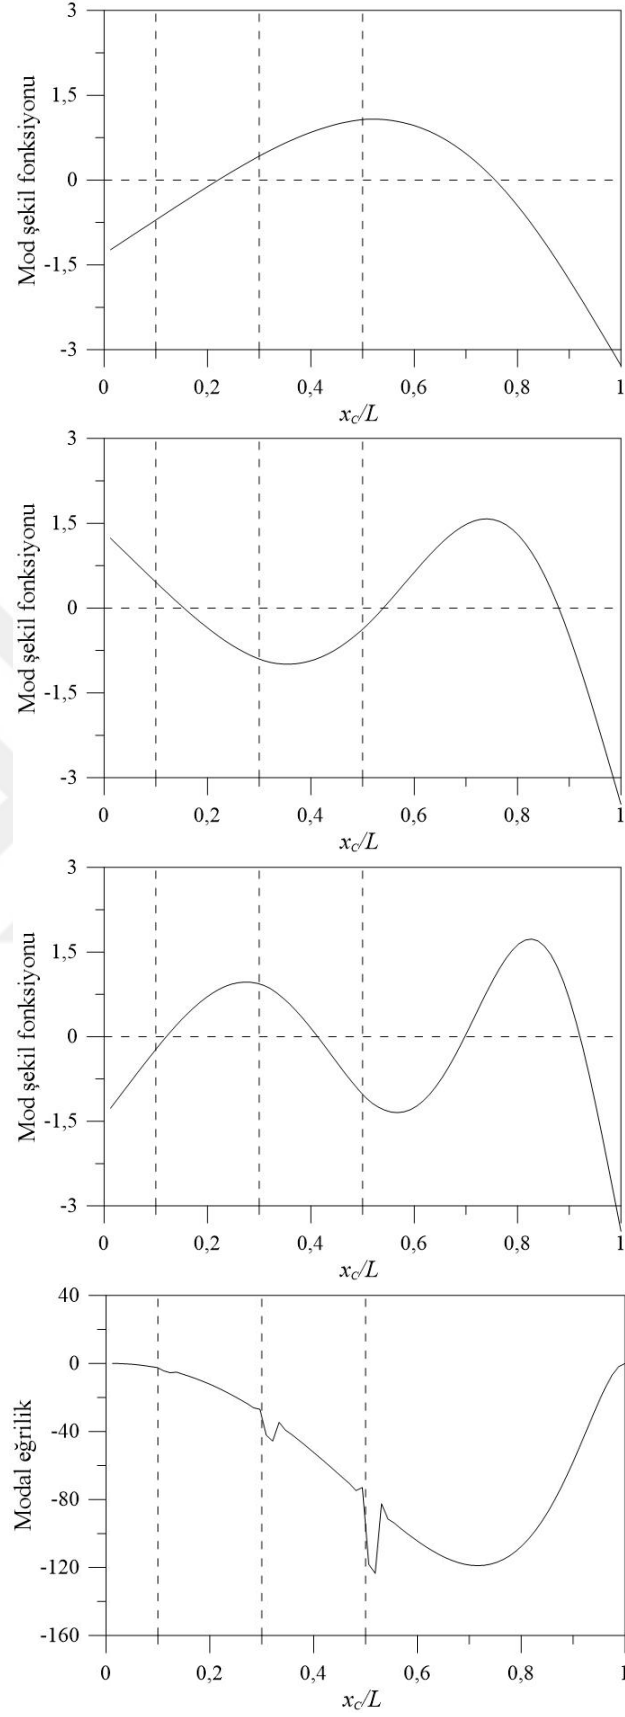 3
1,5
Mod şekil fonksiyonu
0
-1,5
-3
0 0,2 0,4 0,6 0,8 1
x_C/L
3
1,5
Mod şekil fonksiyonu
0
-1,5
-3
0 0,2 0,4 0,6 0,8 1
x_C/L
3
1,5
Mod şekil fonksiyonu
0
-1,5
-3
0 0,2 0,4 0,6 0,8 1
x_C/L
40
0
-40
Modal eğrilik
-80
-120
-160
0 0,2 0,4 0,6 0,8 1
x_C/L